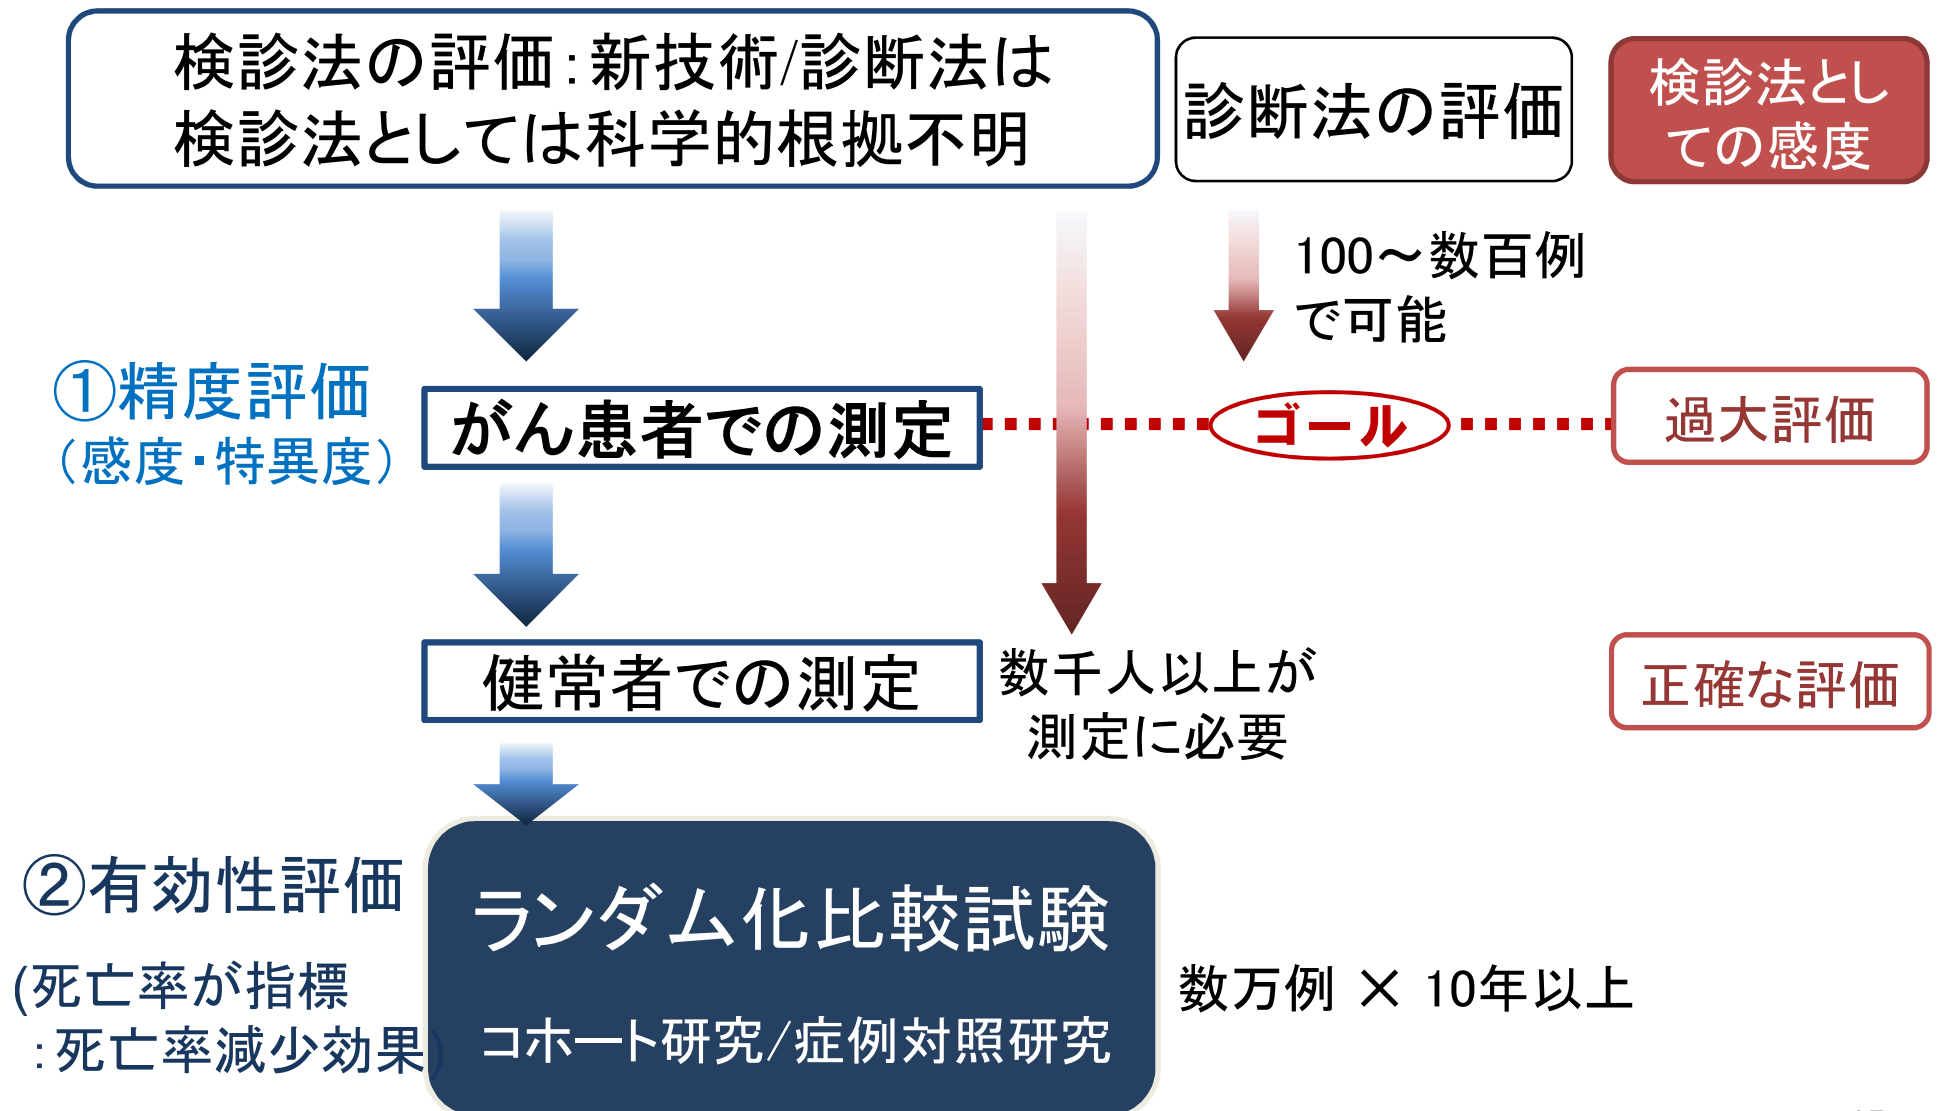 検診法の評価:新技術/診断法は
検診法としては科学的根拠不明
診断法の評価
検診法とし
ての感度
100～数百例
で可能
①精度評価
（感度・特異度）
がん患者での測定
ゴール
過大評価
健常者での測定
数千人以上が
測定に必要
正確な評価
②有効性評価
(死亡率が指標
:死亡率減少効果)
ランダム化比較試験
コホート研究/症例対照研究
数万例 × 10年以上